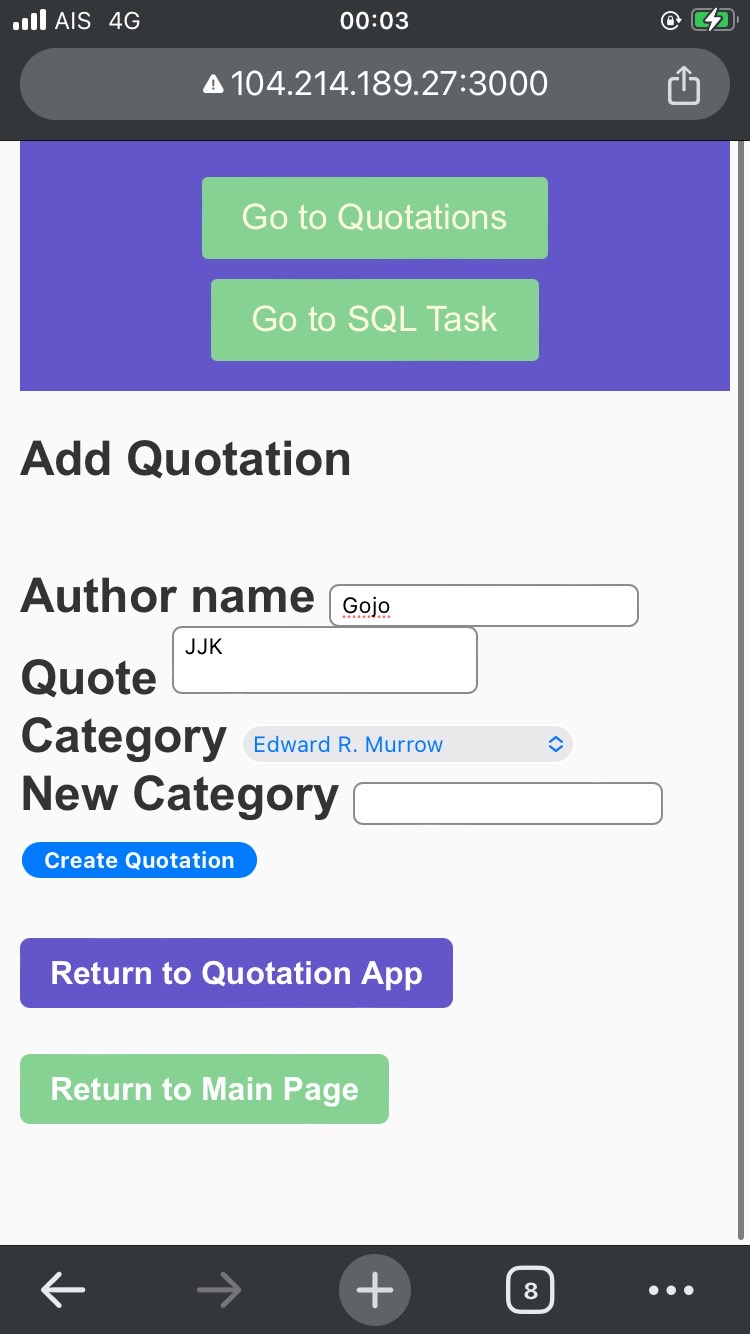 AIS 4G 00:03
104.214.189.27:3000
Go to Quotations
Go to SQL Task
Add Quotation
Author name Gojo
Quote JJK
Category Edward R. Murrow
New Category
Create Quotation
Return to Quotation App
Return to Main Page
8